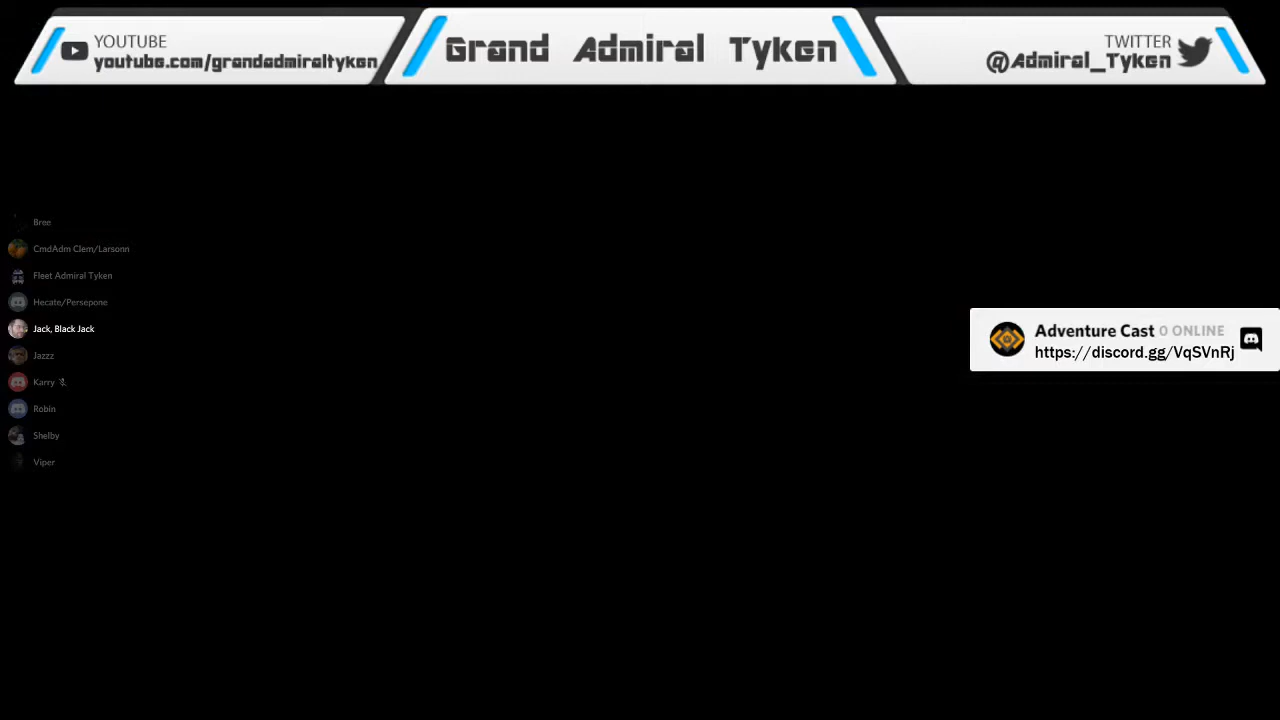 YOUTUBE
youtube.com/grandadmiraltyken
Grand Admiral Tyken
TWITTER
@Admiral_Tyken
Bree
CmdAdm Clem/Larsonn
Fleet Admiral Tyken
Hecate/Persepone
Jack, Black Jack
Jazzz
Karry
Robin
Shelby
Viper
Adventure Cast 0 ONLINE
https://discord.gg/VqSVnRj